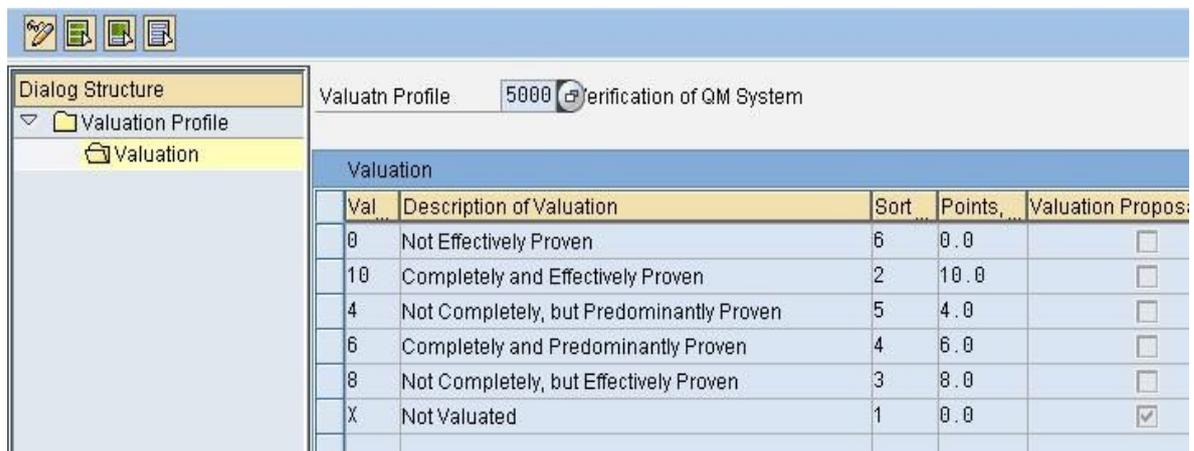 Dialog Structure
Valuation Profile
Valuation
Valuatn Profile 5000 erification of QM System
Valuation
Val... Description of Valuation Sort ... Points, ... Valuation Proposa
0 Not Effectively Proven 6 0.0
10 Completely and Effectively Proven 2 10.0
4 Not Completely, but Predominantly Proven 5 4.0
6 Completely and Predominantly Proven 4 6.0
8 Not Completely, but Effectively Proven 3 8.0
X Not Valuated 1 0.0